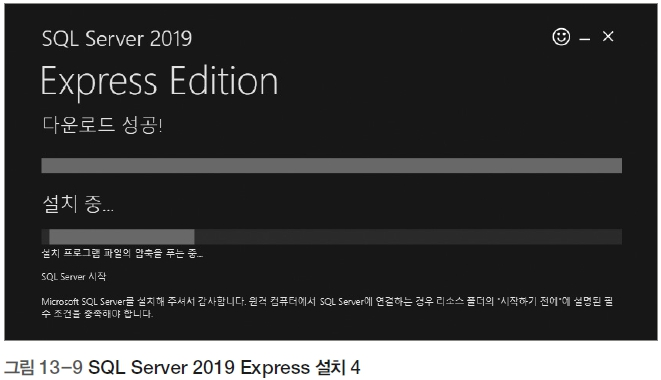 SQL Server 2019
Express Edition
다운로드 성공!
설치 중...
설치 프로그램 파일의 압축을 푸는 중...
SQL Server 시작
Microsoft SQL Server를 설치해 주셔서 감사합니다. 원격 컴퓨터에서 SQL Server에 연결하는 경우 리소스 폴더의 "시작하기 전에"에 설명된 필
수 조건을 충족해야 합니다.
그림 13-9 SQL Server 2019 Express 설치 4